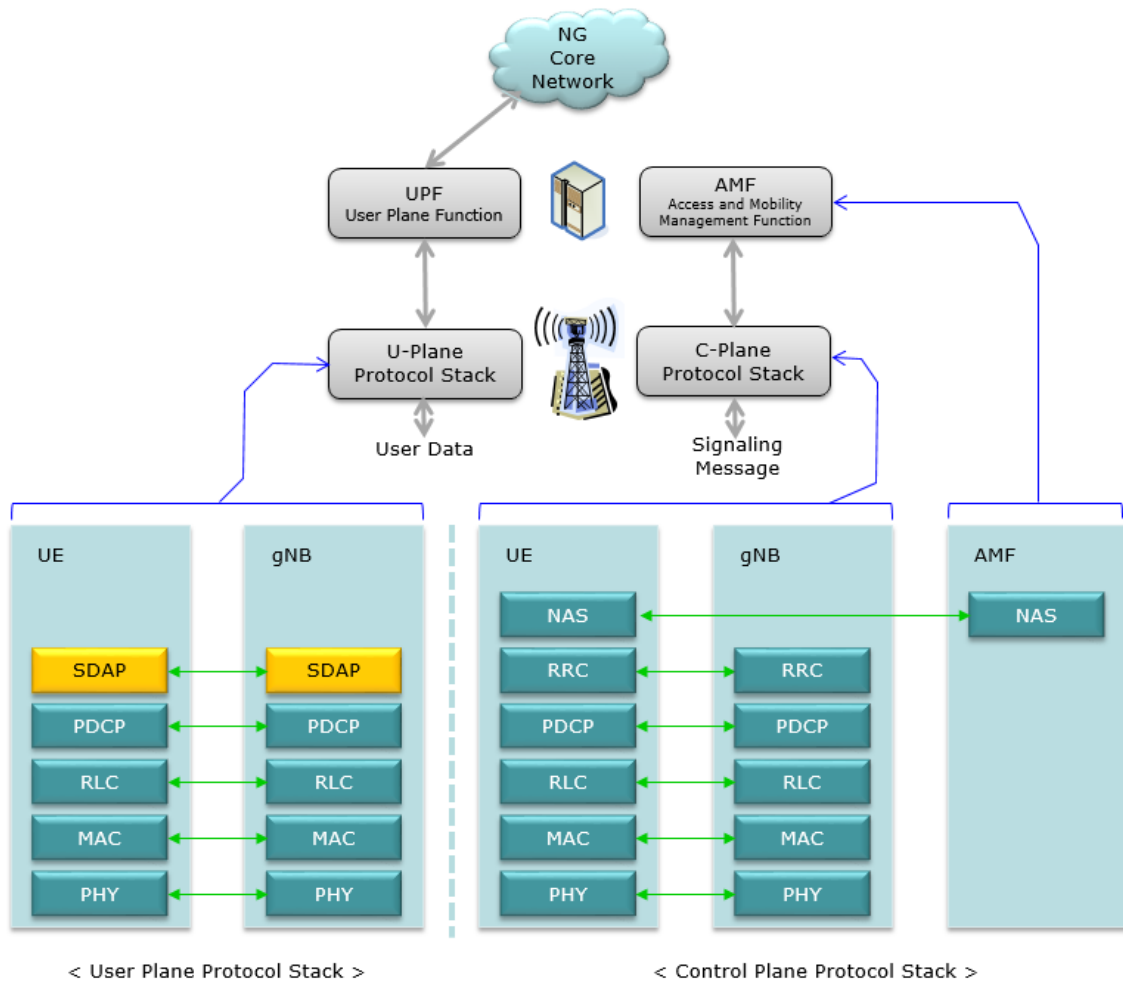 NG
Core
Network
UPF
User Plane Function
AMF
Access and Mobility
Management Function
U-Plane
Protocol Stack
C-Plane
Protocol Stack
User Data
Signaling
Message
UE
gNB
UE
gNB
AMF
NAS
NAS
SDAP
SDAP
RRC
RRC
PDCP
PDCP
PDCP
PDCP
RLC
RLC
RLC
RLC
MAC
MAC
MAC
MAC
PHY
PHY
PHY
PHY
< User Plane Protocol Stack >
< Control Plane Protocol Stack >